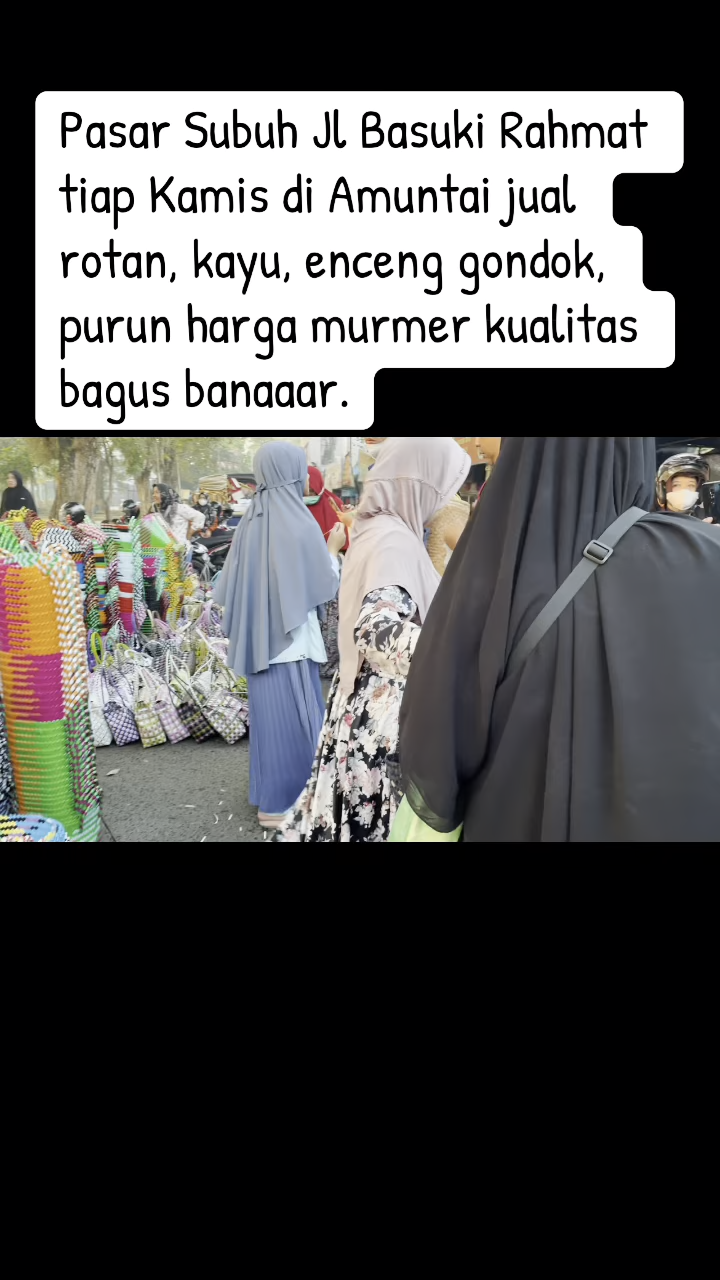 Pasar Subuh Jl Basuki Rahmat
tiap Kamis di Amuntai jual
rotan, kayu, enceng gondok,
purun harga murmer kualitas
bagus banaaar.